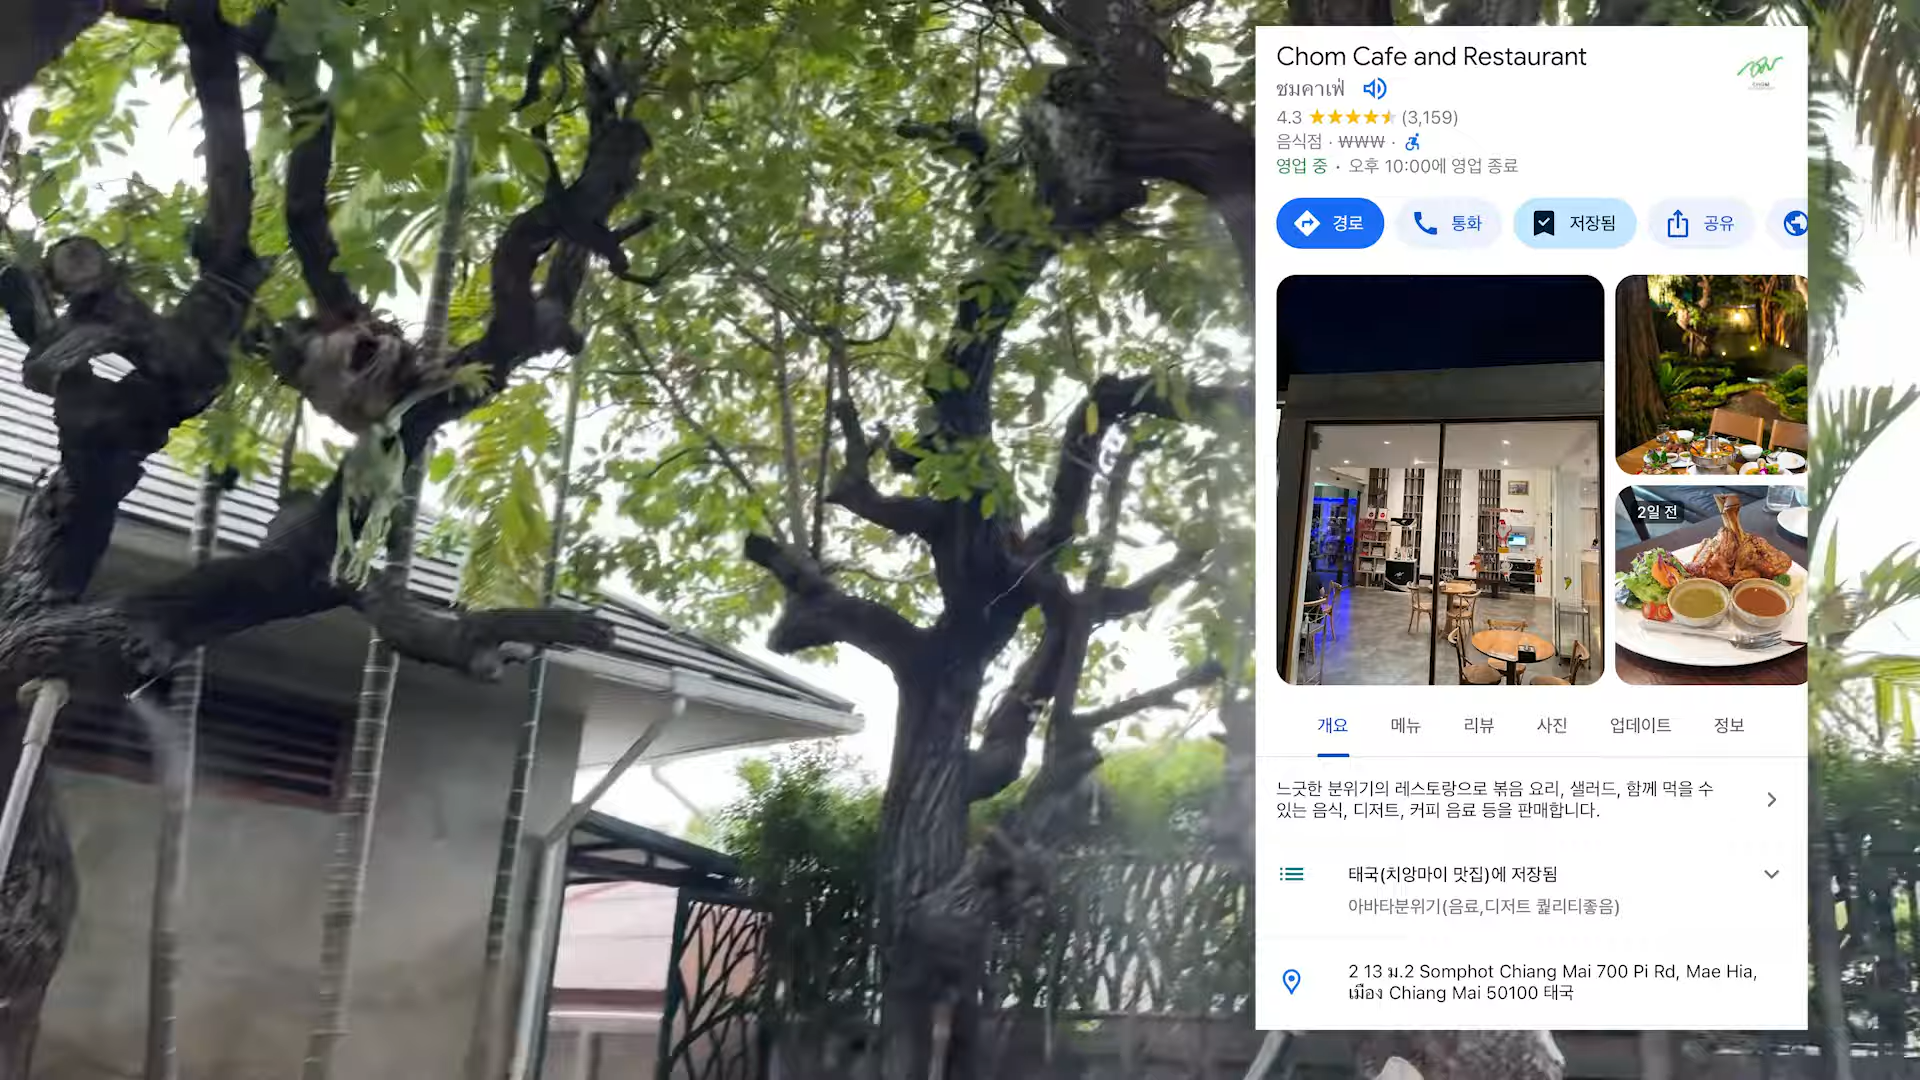 Chom Cafe and Restaurant
ชมคาเฟ่
4.3 (3,159)
음식점 · ₩₩₩ ·
영업 중 · 오후 10:00에 영업 종료
경로
통화
저장됨
공유
2일 전
개요
메뉴
리뷰
사진
업데이트
정보
느긋한 분위기의 레스토랑으로 볶음 요리, 샐러드, 함께 먹을 수
있는 음식, 디저트, 커피 음료 등을 판매합니다.
태국(치앙마이 맛집)에 저장됨
아바타분위기(음료,디저트 퀄리티좋음)
2 13 ม.2 Somphot Chiang Mai 700 Pi Rd, Mae Hia,
เมือง Chiang Mai 50100 태국